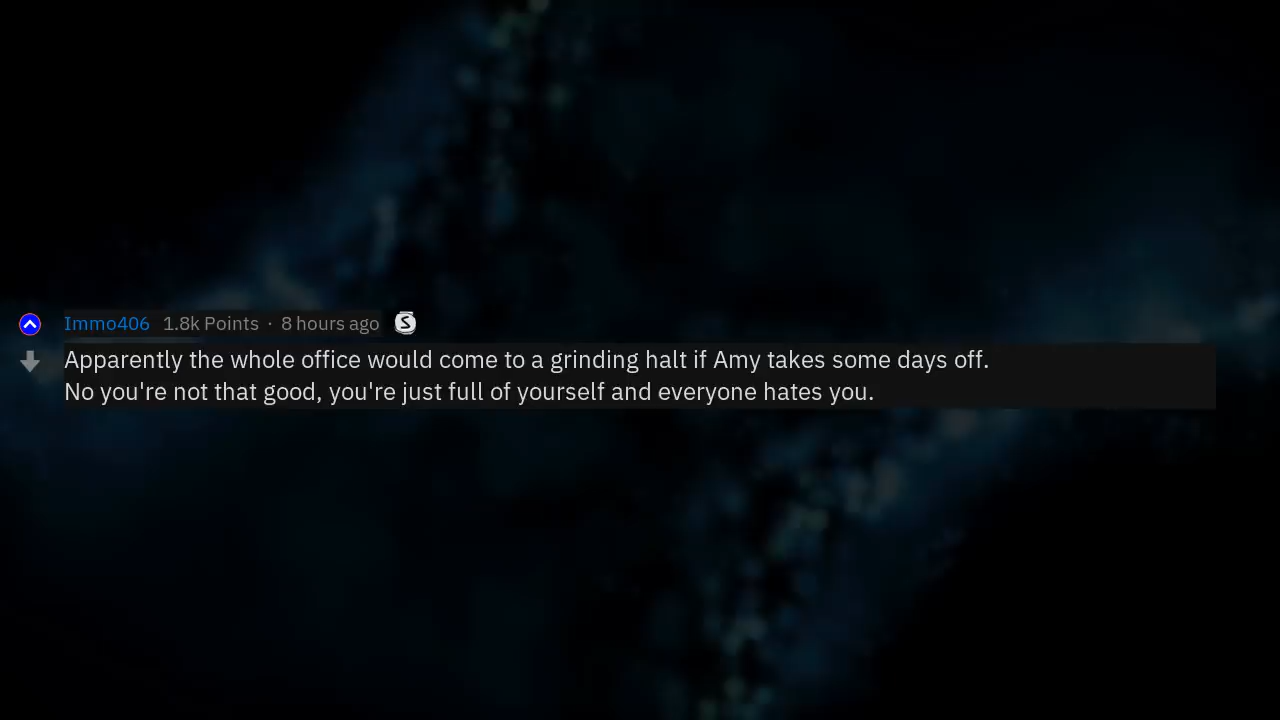 Immo406 1.8k Points · 8 hours ago S
Apparently the whole office would come to a grinding halt if Amy takes some days off.
No you're not that good, you're just full of yourself and everyone hates you.